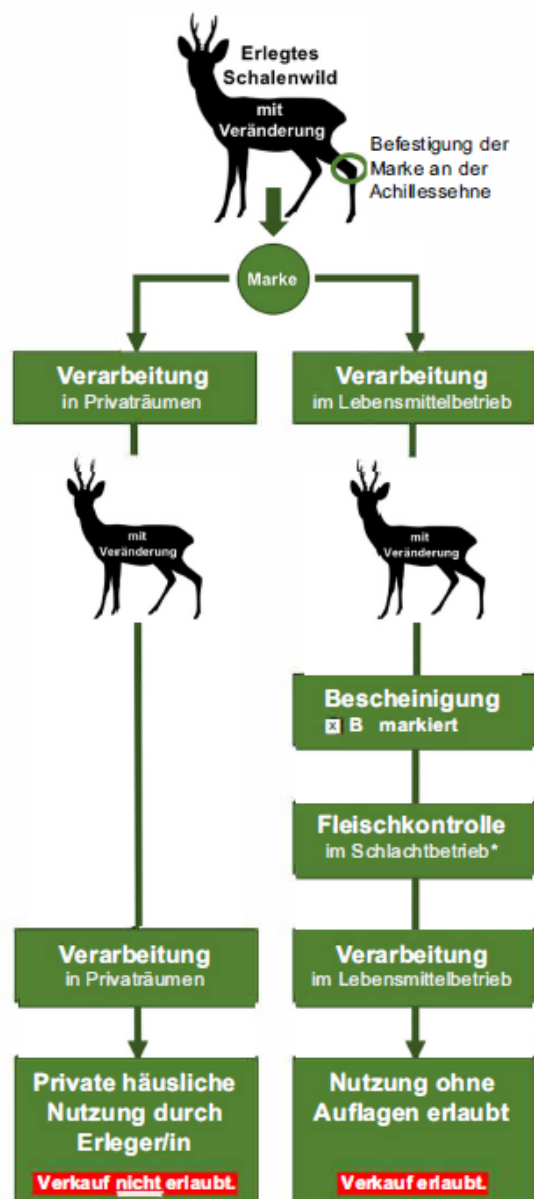 Erlegtes
Schalenwild
mit
Veränderung
Befestigung der
Marke an der
Achillessehne
Marke
Verarbeitung
in Privaträumen
Verarbeitung
im Lebensmittelbetrieb
mit
Veränderung
mit
Veränderung
Bescheinigung
x B markiert
Fleischkontrolle
im Schlachtbetrieb*
Verarbeitung
in Privaträumen
Verarbeitung
im Lebensmittelbetrieb
Private häusliche
Nutzung durch
Erleger/in
Verkauf nicht erlaubt.
Nutzung ohne
Auflagen erlaubt
Verkauf erlaubt.